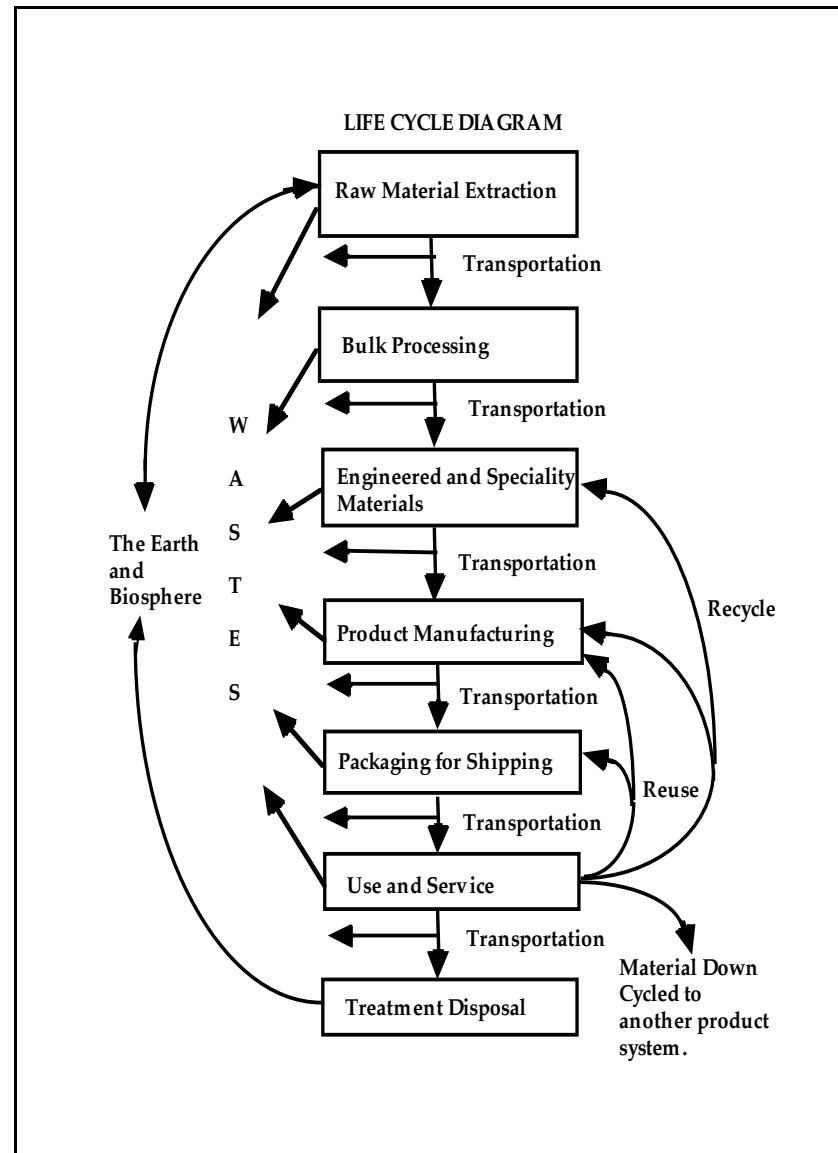 LIFE CYCLE DIAGRAM
Raw Material Extraction
Transportation
Bulk Processing
Transportation
Engineered and Speciality
Materials
Transportation
Product Manufacturing
Transportation
Packaging for Shipping
Transportation
Use and Service
Transportation
Treatment Disposal
W
A
S
T
E
S
The Earth
and
Biosphere
Recycle
Reuse
Material Down
Cycled to
another product
system.